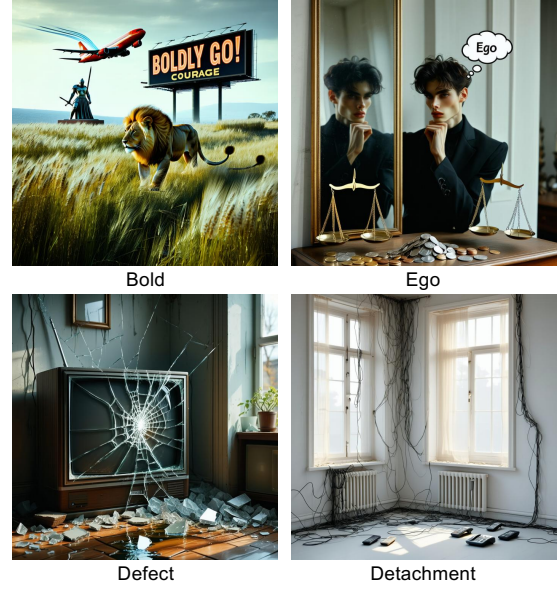 BOLDLY GO!
COURAGE
Ego
Bold
Ego
Defect
Detachment